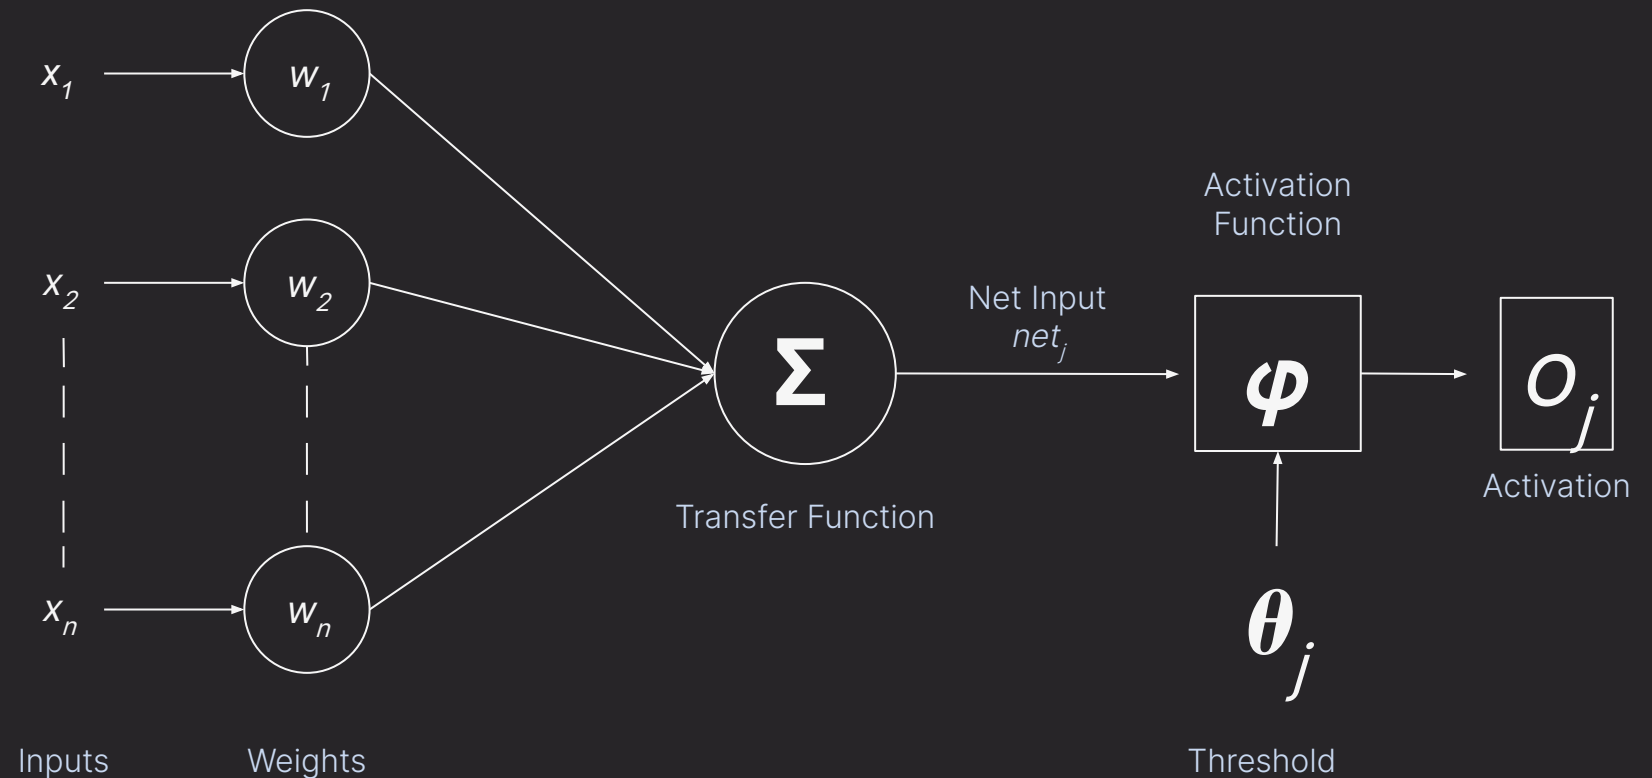 x1
w1
Activation
Function
x2
w2
Net Input
netj
Σ
φ
Oj
Activation
Transfer Function
xn
wn
θj
Inputs
Weights
Threshold